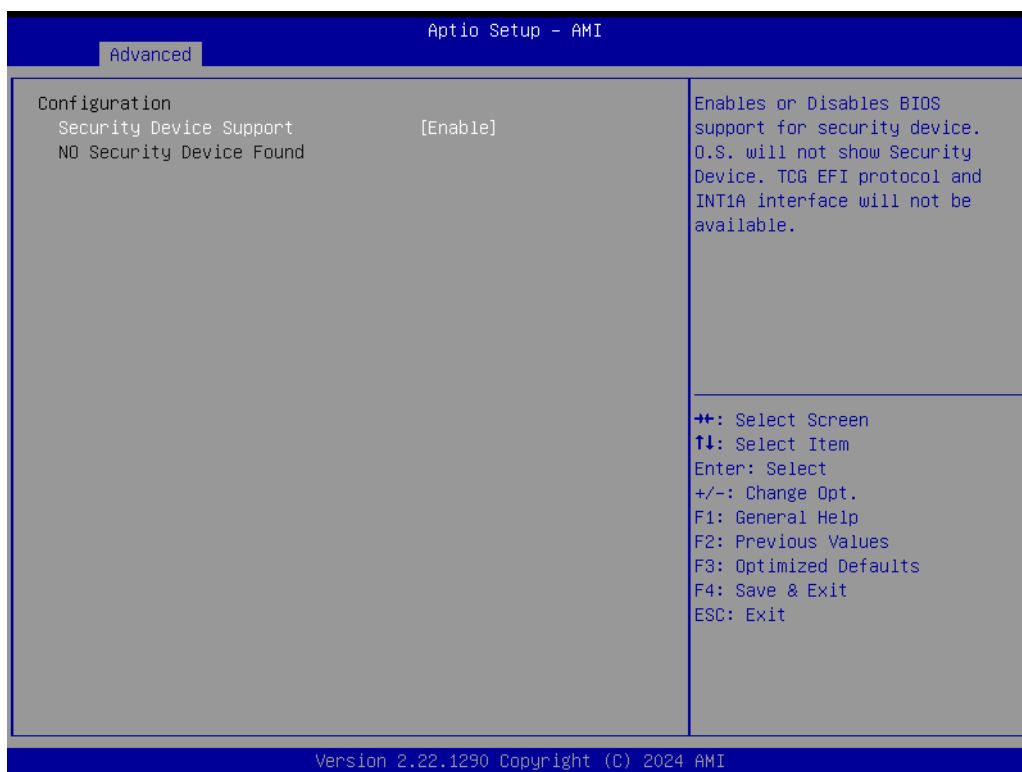 Aptio Setup - AMI
Advanced
Configuration
Security Device Support [Enable]
NO Security Device Found
Enables or Disables BIOS
support for security device.
O.S. will not show Security
Device. TCG EFI protocol and
INT1A interface will not be
available.
→←: Select Screen
↑↓: Select Item
Enter: Select
+/-: Change Opt.
F1: General Help
F2: Previous Values
F3: Optimized Defaults
F4: Save & Exit
ESC: Exit
Version 2.22.1290 Copyright (C) 2024 AMI